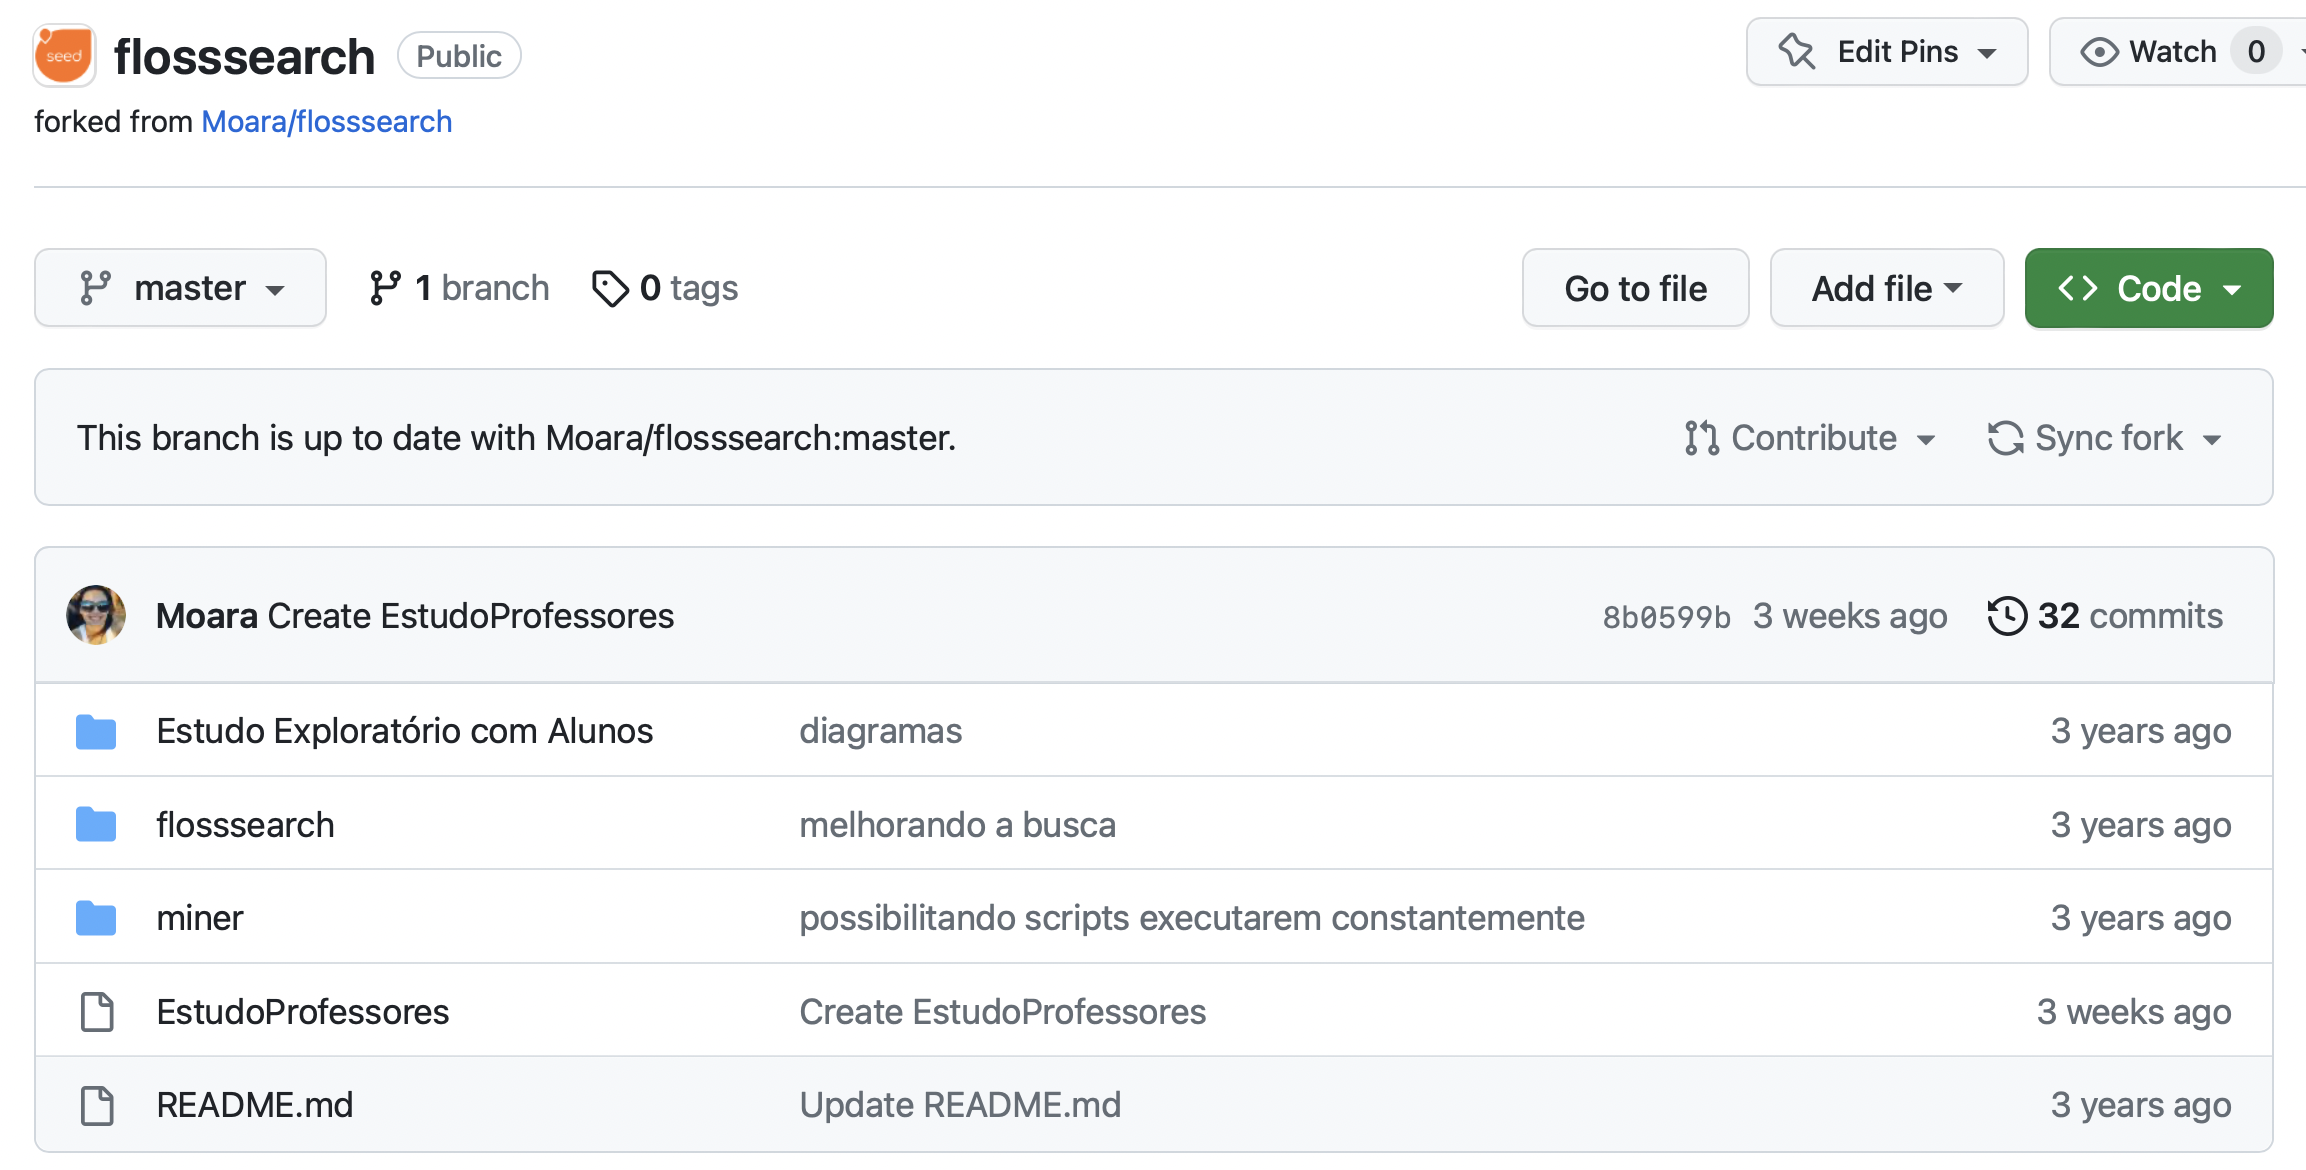 seed
flosssearch Public
Edit Pins Watch 0
forked from Moara/flosssearch
master 1 branch 0 tags
Go to file Add file Code
This branch is up to date with Moara/flosssearch:master. Contribute Sync fork
Moara Create EstudoProfessores 8b0599b 3 weeks ago 32 commits
Estudo Exploratório com Alunos diagramas 3 years ago
flosssearch melhorando a busca 3 years ago
miner possibilitando scripts executarem constantemente 3 years ago
EstudoProfessores Create EstudoProfessores 3 weeks ago
README.md Update README.md 3 years ago